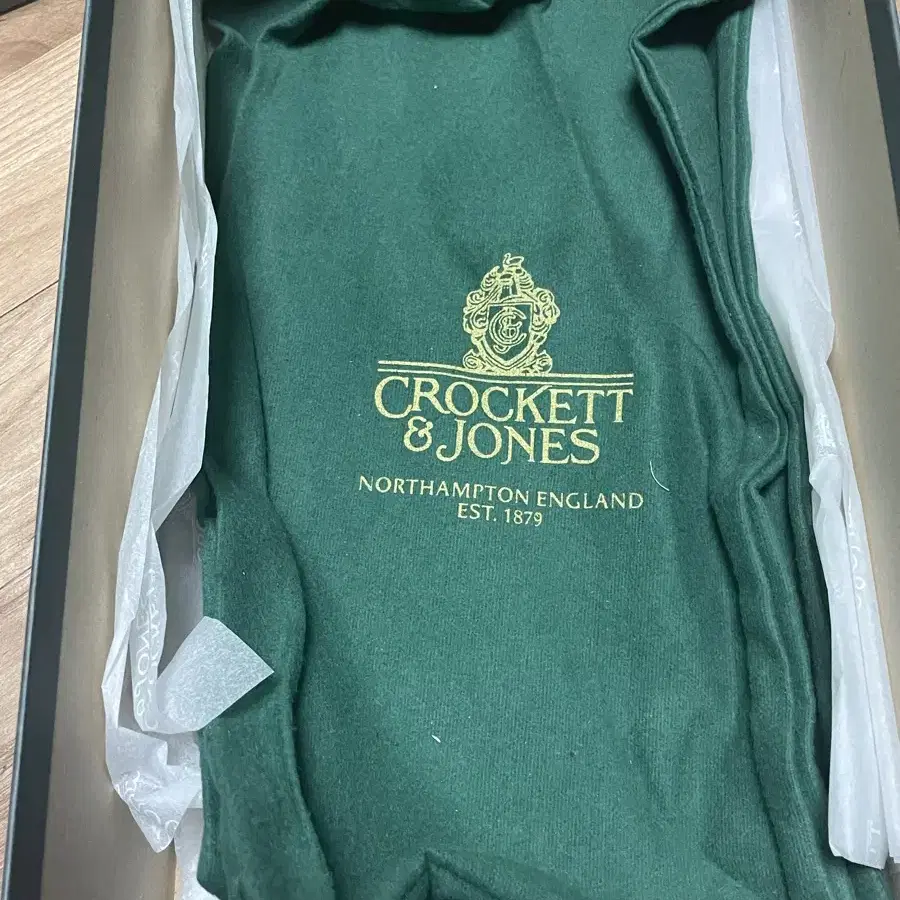 CROCKETT
& JONES
NORTHAMPTON ENGLAND
EST. 1879